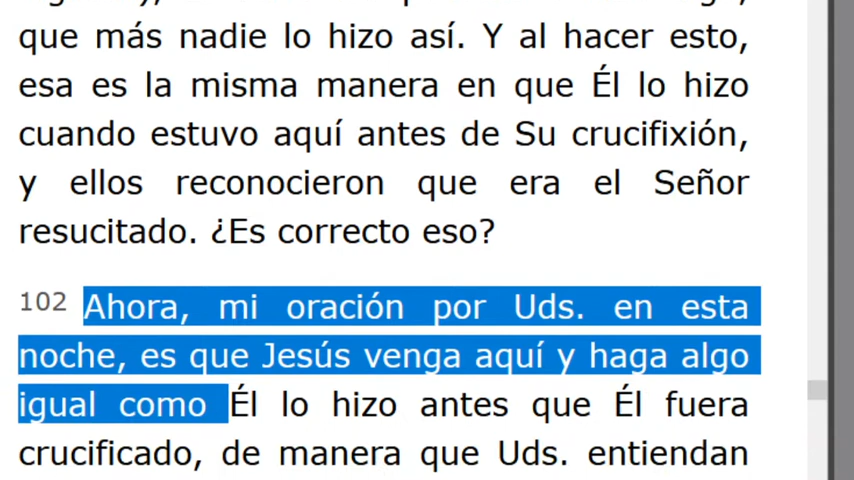 que más nadie lo hizo así. Y al hacer esto,
esa es la misma manera en que Él lo hizo
cuando estuvo aquí antes de Su crucifixión,
y ellos reconocieron que era el Señor
resucitado. ¿Es correcto eso?
102 Ahora, mi oración por Uds. en esta
noche, es que Jesús venga aquí y haga algo
igual como Él lo hizo antes que Él fuera
crucificado, de manera que Uds. entiendan